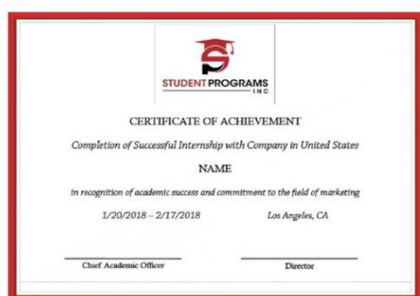 STUDENT PROGRAMS
INC
CERTIFICATE OF ACHIEVEMENT
Completion of Successful Internship with Company in United States
NAME
in recognition of academic success and commitment to the field of marketing
1/20/2018 – 2/17/2018 Los Angeles, CA
Chief Academic Officer Director